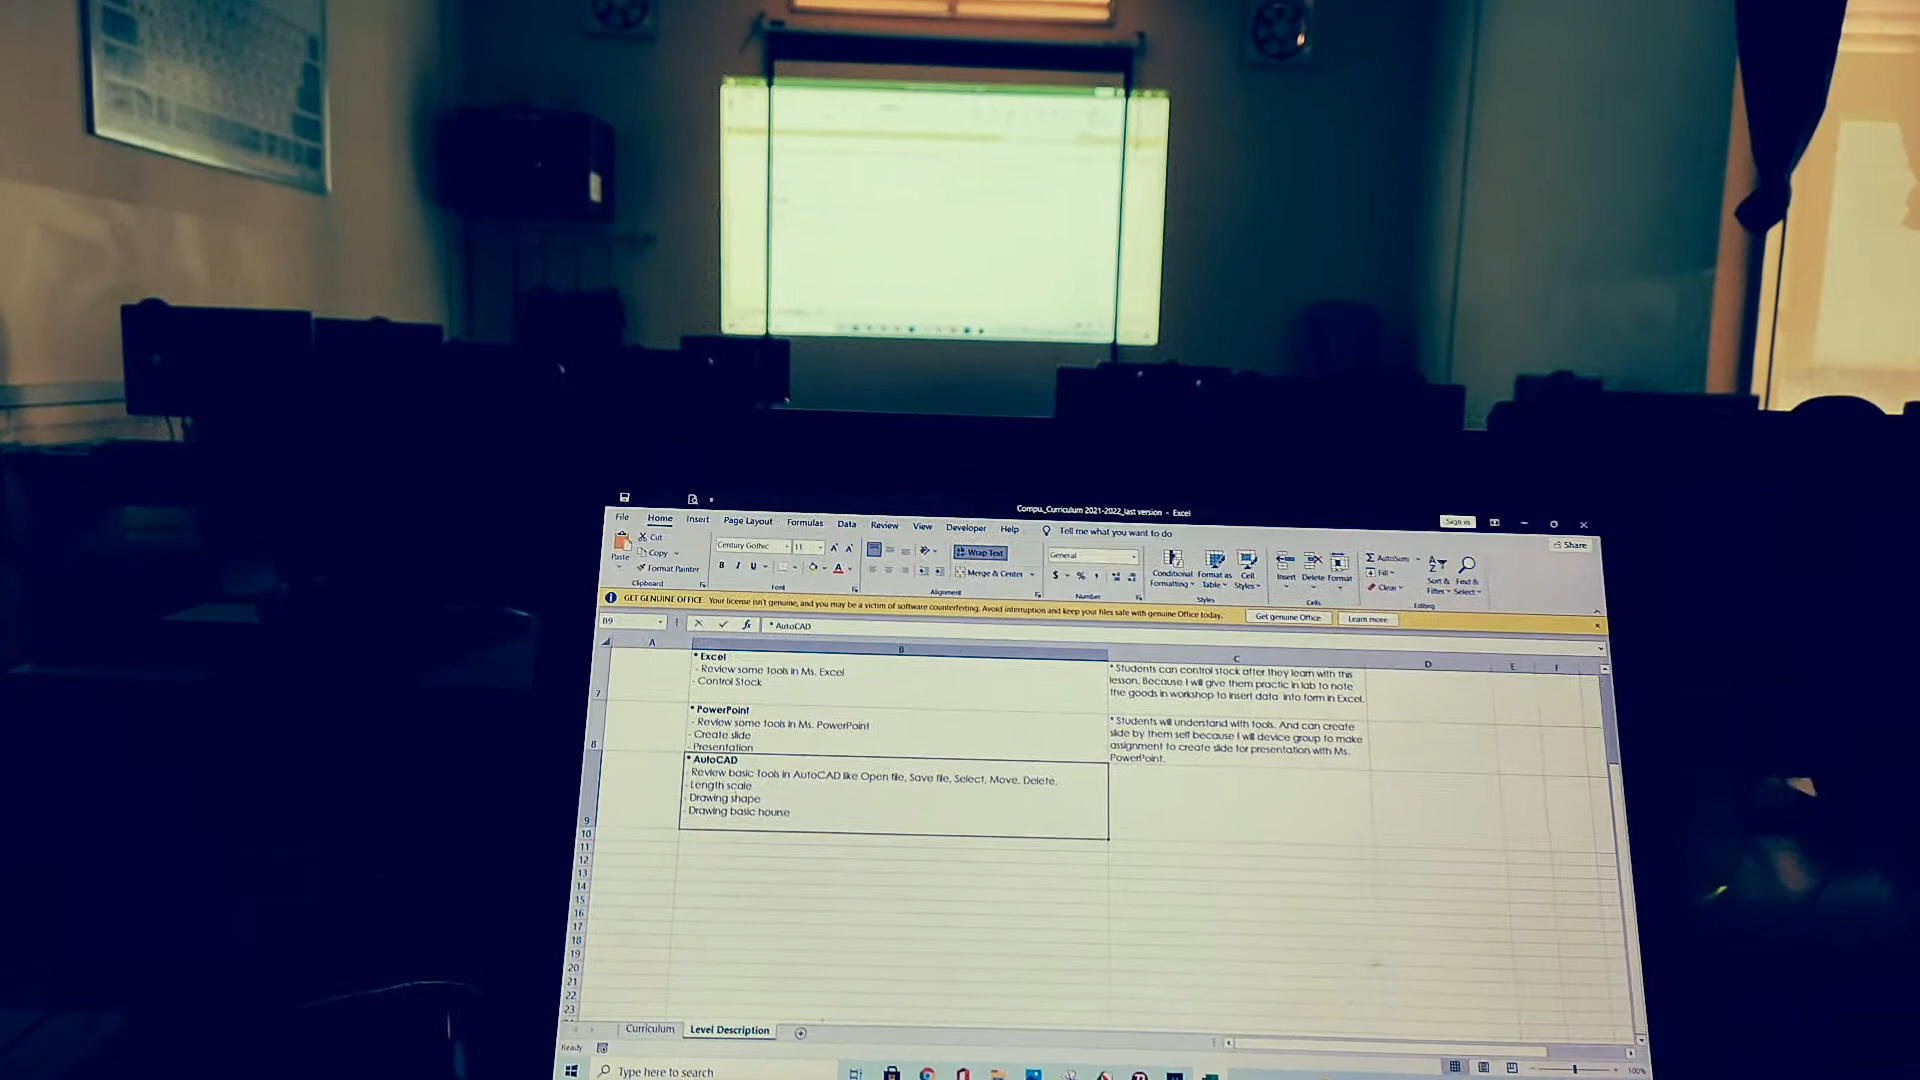 Compu_Curriculum 2021-2022_last version - Excel
Sign in
File Home Insert Page Layout Formulas Data Review View Developer Help Tell me what you want to do
Share
Paste
Cut
Copy
Format Painter
Clipboard
Century Gothic 11
B I U
Font
Wrap Text
Merge & Center
Alignment
General
$ % ,
Number
Conditional Formatting
Format as Table
Cell Styles
Styles
Insert Delete Format
Cells
AutoSum
Fill
Clear
Sort & Filter
Find & Select
Editing
GET GENUINE OFFICE Your license isn't genuine, and you may be a victim of software counterfeiting. Avoid interruption and keep your files safe with genuine Office today. Get genuine Office Learn more
B9 fx * AutoCAD
A B C D E F
* Excel
- Review some tools in Ms. Excel
- Control Stock
* Students can control stock after they learn with this
lesson. Because I will give them practic in lab to note
the goods in workshop to insert data into form in Excel.
7
* PowerPoint
- Review some tools in Ms. PowerPoint
- Create slide
- Presentation
* Students will understand with tools. And can create
slide by them self because I will device group to make
assignment to create slide for presentation with Ms.
PowerPoint.
8
* AutoCAD
- Review basic Tools in AutoCAD like Open file, Save file, Select, Move. Delete.
- Length scale
- Drawing shape
- Drawing basic hourse
9
10
11
12
13
14
15
16
17
18
19
20
21
22
23
Curriculum Level Description
Ready
100%
Type here to search